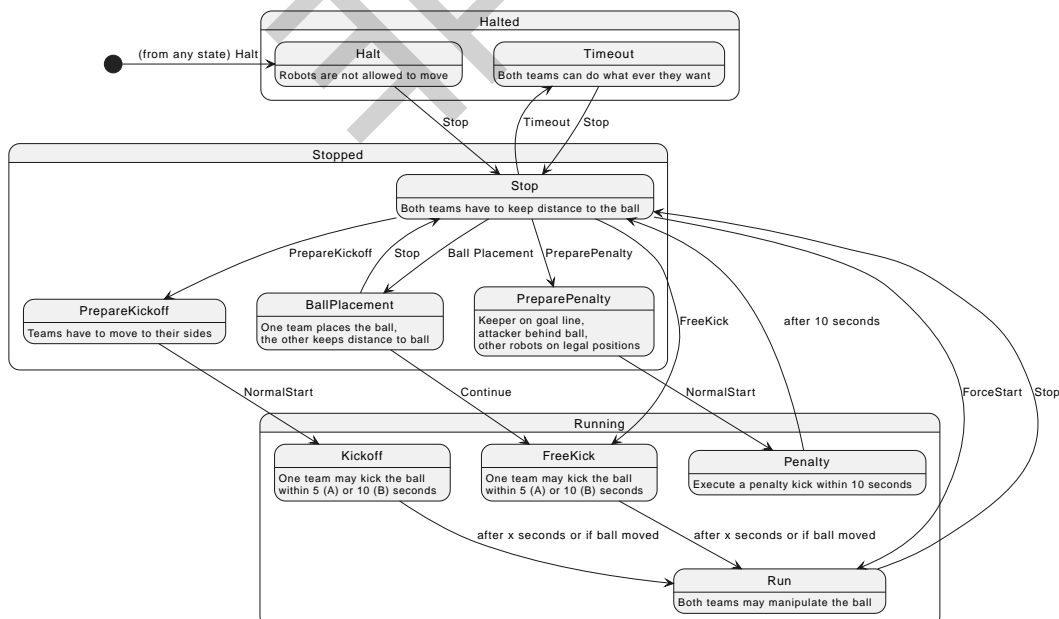 Halted
(from any state) Halt
Halt
Robots are not allowed to move
Timeout
Both teams can do what ever they want
Stop
Timeout
Stop
Stopped
Stop
Both teams have to keep distance to the ball
PrepareKickoff
Stop
Ball Placement
PreparePenalty
PrepareKickoff
Teams have to move to their sides
BallPlacement
One team places the ball,
the other keeps distance to ball
PreparePenalty
Keeper on goal line,
attacker behind ball,
other robots on legal positions
FreeKick
after 10 seconds
NormalStart
Continue
NormalStart
ForceStart
Stop
Running
Kickoff
One team may kick the ball
within 5 (A) or 10 (B) seconds
FreeKick
One team may kick the ball
within 5 (A) or 10 (B) seconds
Penalty
Execute a penalty kick within 10 seconds
after x seconds or if ball moved
after x seconds or if ball moved
Run
Both teams may manipulate the ball